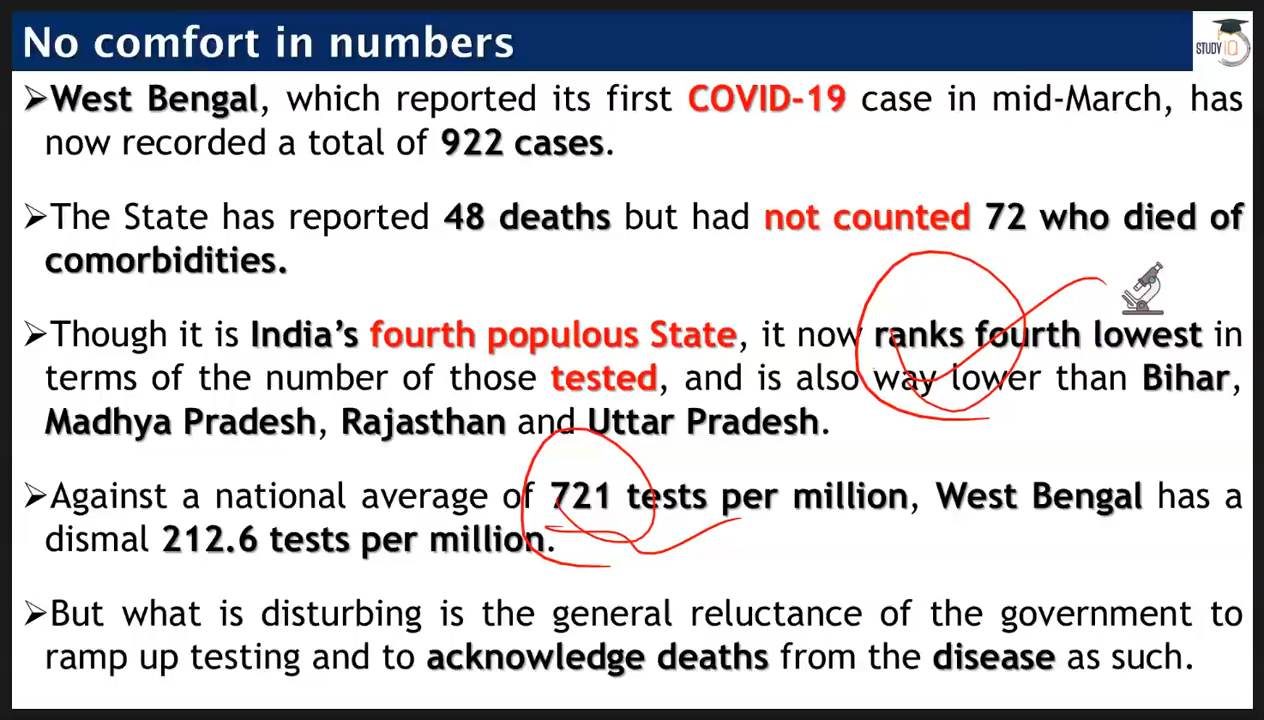 No comfort in numbers
STUDY IQ
➢West Bengal, which reported its first COVID-19 case in mid-March, has
now recorded a total of 922 cases.
➢The State has reported 48 deaths but had not counted 72 who died of
comorbidities.
➢Though it is India’s fourth populous State, it now ranks fourth lowest in
terms of the number of those tested, and is also way lower than Bihar,
Madhya Pradesh, Rajasthan and Uttar Pradesh.
➢Against a national average of 721 tests per million, West Bengal has a
dismal 212.6 tests per million.
➢But what is disturbing is the general reluctance of the government to
ramp up testing and to acknowledge deaths from the disease as such.